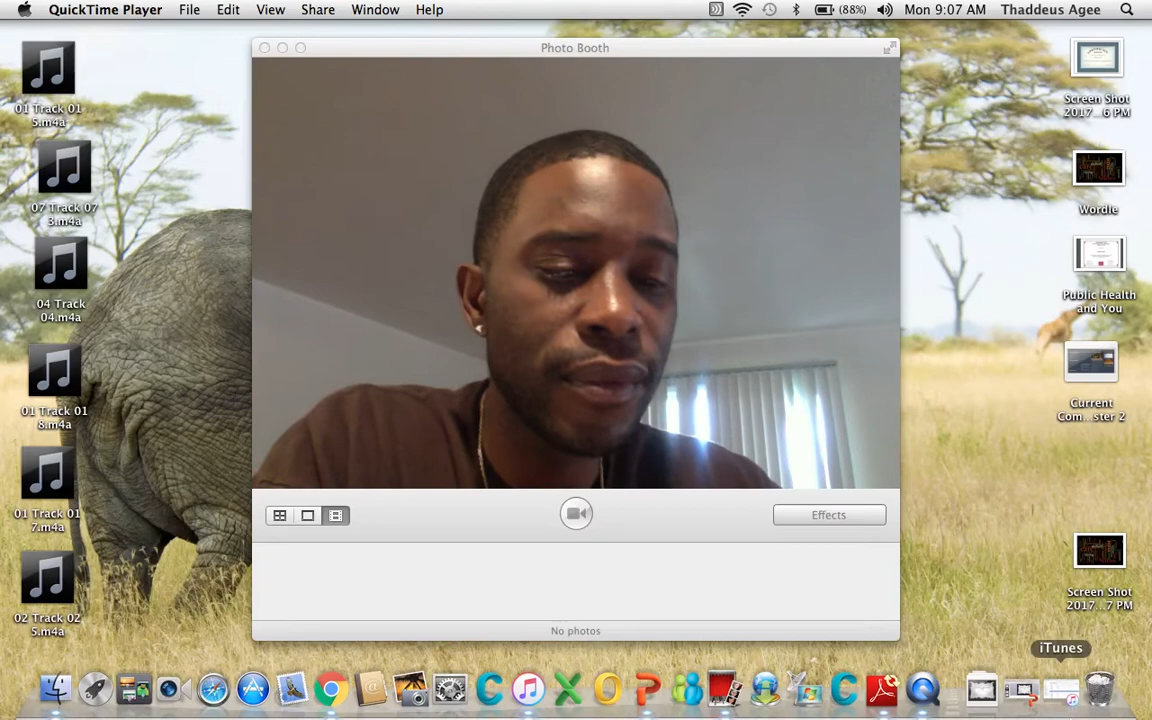 QuickTime Player File Edit View Share Window Help (88%) Mon 9:07 AM Thaddeus Agee
Photo Booth
01 Track 01
5.m4a
07 Track 07
3.m4a
04 Track
04.m4a
01 Track 01
8.m4a
01 Track 01
7.m4a
02 Track 02
5.m4a
Screen Shot
2017...6 PM
Wordle
Public Health
and You
Current
Com...ster 2
Screen Shot
2017...7 PM
Effects
No photos
iTunes